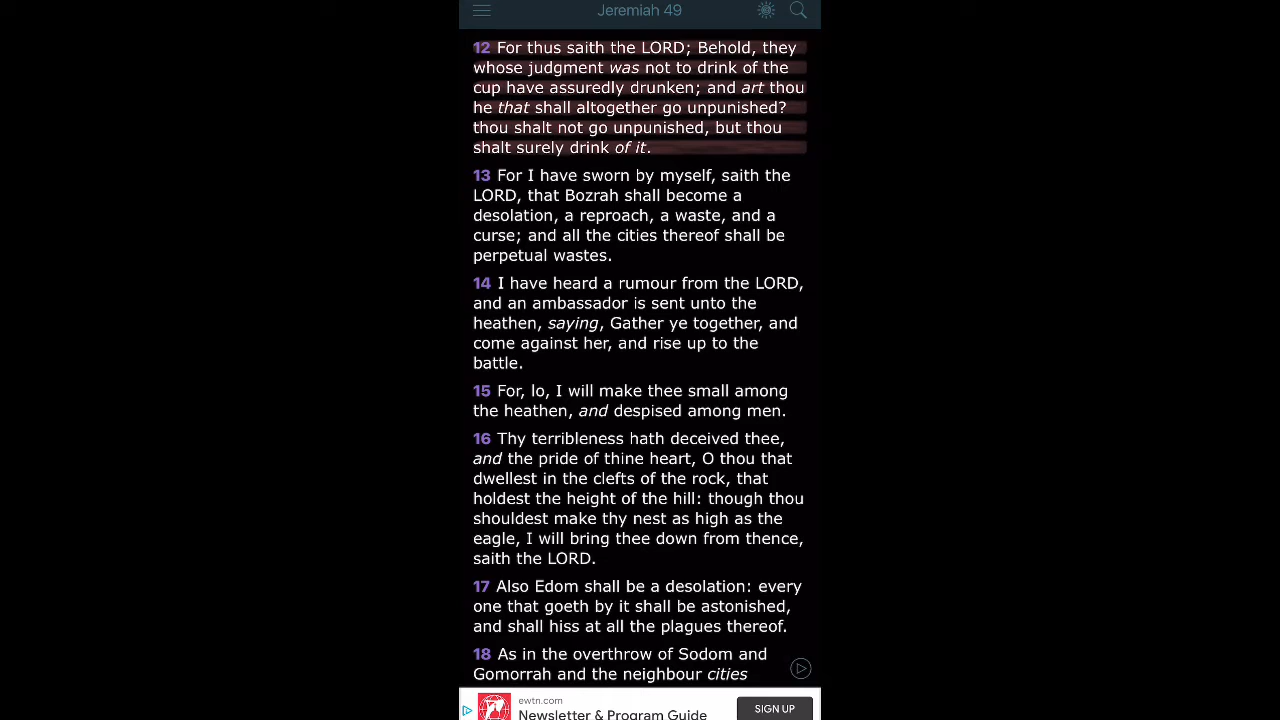 Jeremiah 49
12 For thus saith the LORD; Behold, they
whose judgment was not to drink of the
cup have assuredly drunken; and art thou
he that shall altogether go unpunished?
thou shalt not go unpunished, but thou
shalt surely drink of it.
13 For I have sworn by myself, saith the
LORD, that Bozrah shall become a
desolation, a reproach, a waste, and a
curse; and all the cities thereof shall be
perpetual wastes.
14 I have heard a rumour from the LORD,
and an ambassador is sent unto the
heathen, saying, Gather ye together, and
come against her, and rise up to the
battle.
15 For, lo, I will make thee small among
the heathen, and despised among men.
16 Thy terribleness hath deceived thee,
and the pride of thine heart, O thou that
dwellest in the clefts of the rock, that
holdest the height of the hill: though thou
shouldest make thy nest as high as the
eagle, I will bring thee down from thence,
saith the LORD.
17 Also Edom shall be a desolation: every
one that goeth by it shall be astonished,
and shall hiss at all the plagues thereof.
18 As in the overthrow of Sodom and
Gomorrah and the neighbour cities
ewtn.com
Newsletter & Program Guide
SIGN UP